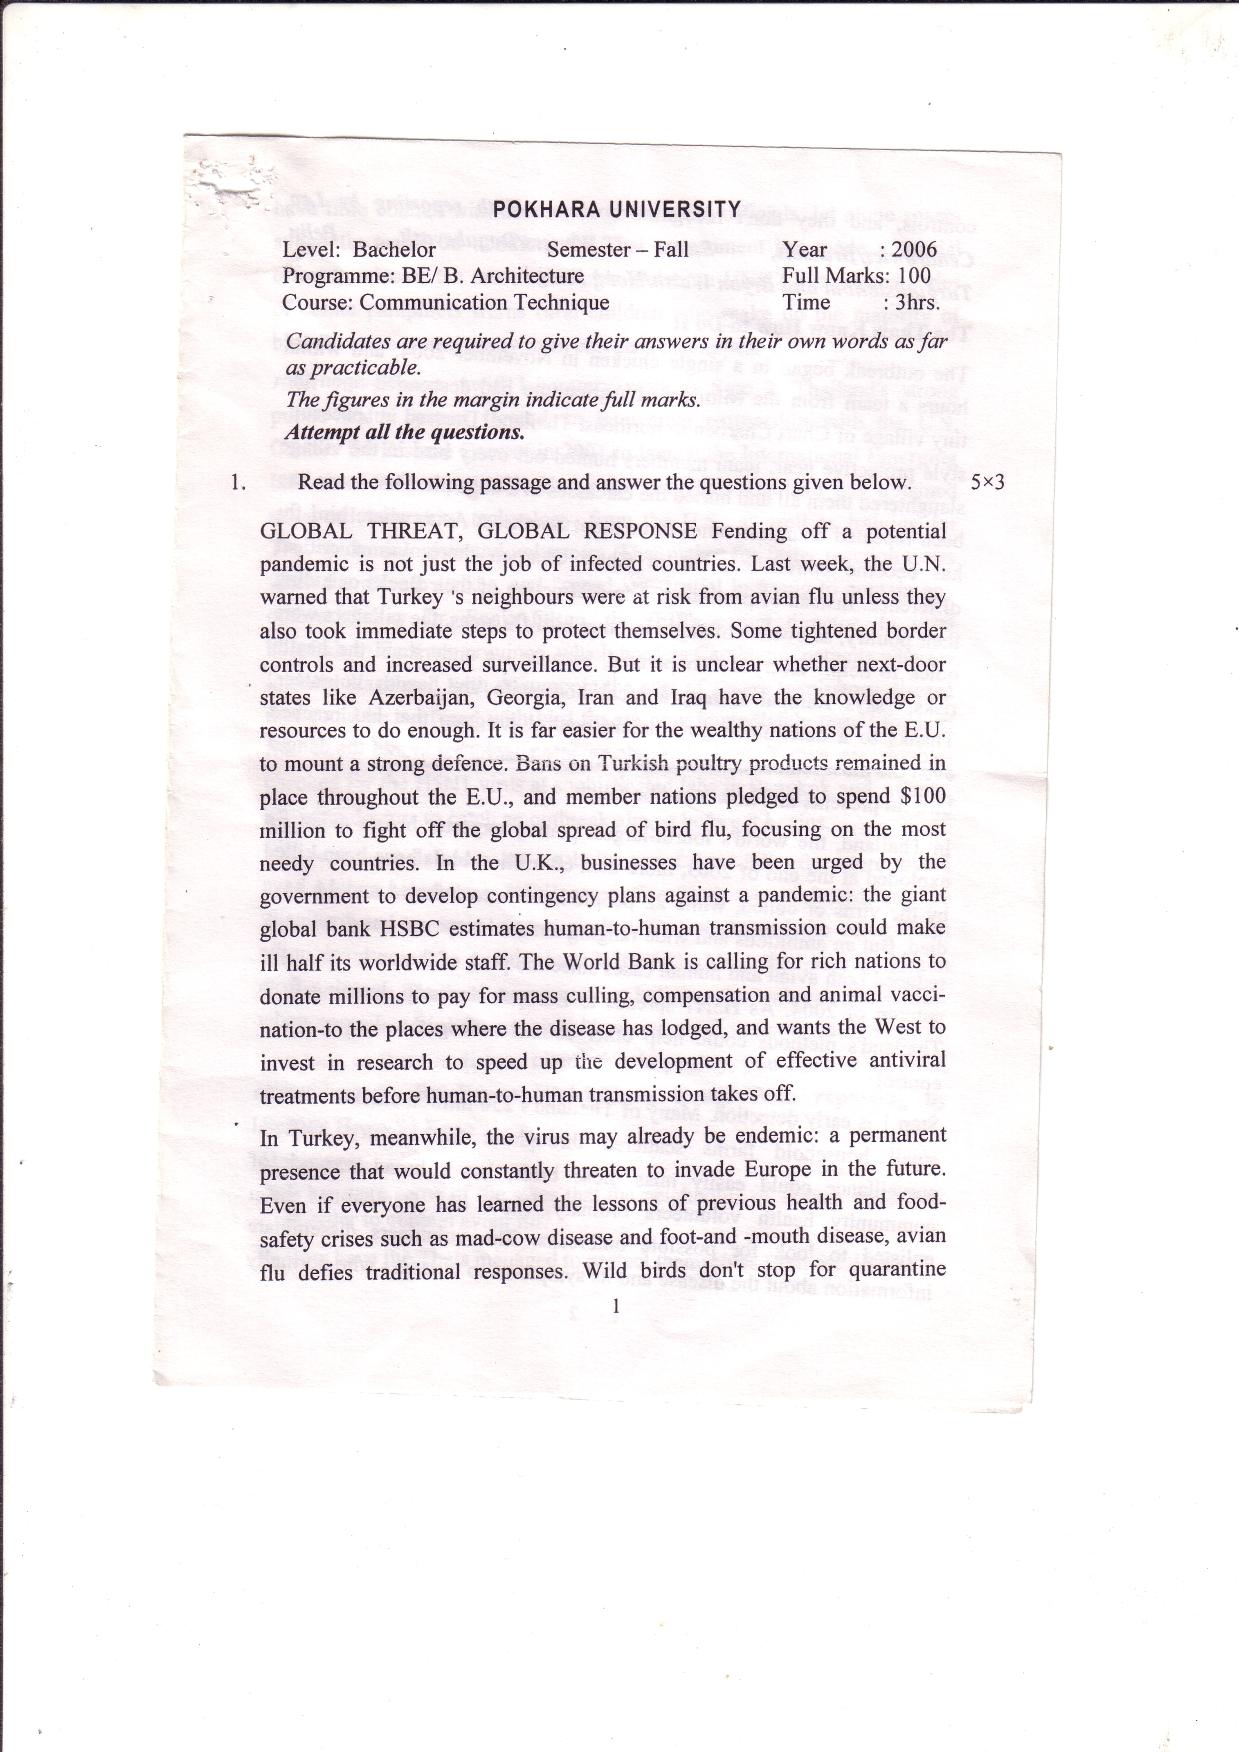 POKHARA UNIVERSITY
Level: Bachelor Semester – Fall Year : 2006
Programme: BE/ B. Architecture Full Marks: 100
Course: Communication Technique Time : 3hrs.
Candidates are required to give their answers in their own words as far
as practicable.
The figures in the margin indicate full marks.
Attempt all the questions.
1. Read the following passage and answer the questions given below. 5×3
GLOBAL THREAT, GLOBAL RESPONSE Fending off a potential
pandemic is not just the job of infected countries. Last week, the U.N.
warned that Turkey 's neighbours were at risk from avian flu unless they
also took immediate steps to protect themselves. Some tightened border
controls and increased surveillance. But it is unclear whether next-door
states like Azerbaijan, Georgia, Iran and Iraq have the knowledge or
resources to do enough. It is far easier for the wealthy nations of the E.U.
to mount a strong defence. Bans on Turkish poultry products remained in
place throughout the E.U., and member nations pledged to spend $100
million to fight off the global spread of bird flu, focusing on the most
needy countries. In the U.K., businesses have been urged by the
government to develop contingency plans against a pandemic: the giant
global bank HSBC estimates human-to-human transmission could make
ill half its worldwide staff. The World Bank is calling for rich nations to
donate millions to pay for mass culling, compensation and animal vacci-
nation-to the places where the disease has lodged, and wants the West to
invest in research to speed up the development of effective antiviral
treatments before human-to-human transmission takes off.
In Turkey, meanwhile, the virus may already be endemic: a permanent
presence that would constantly threaten to invade Europe in the future.
Even if everyone has learned the lessons of previous health and food-
safety crises such as mad-cow disease and foot-and -mouth disease, avian
flu defies traditional responses. Wild birds don't stop for quarantine
1